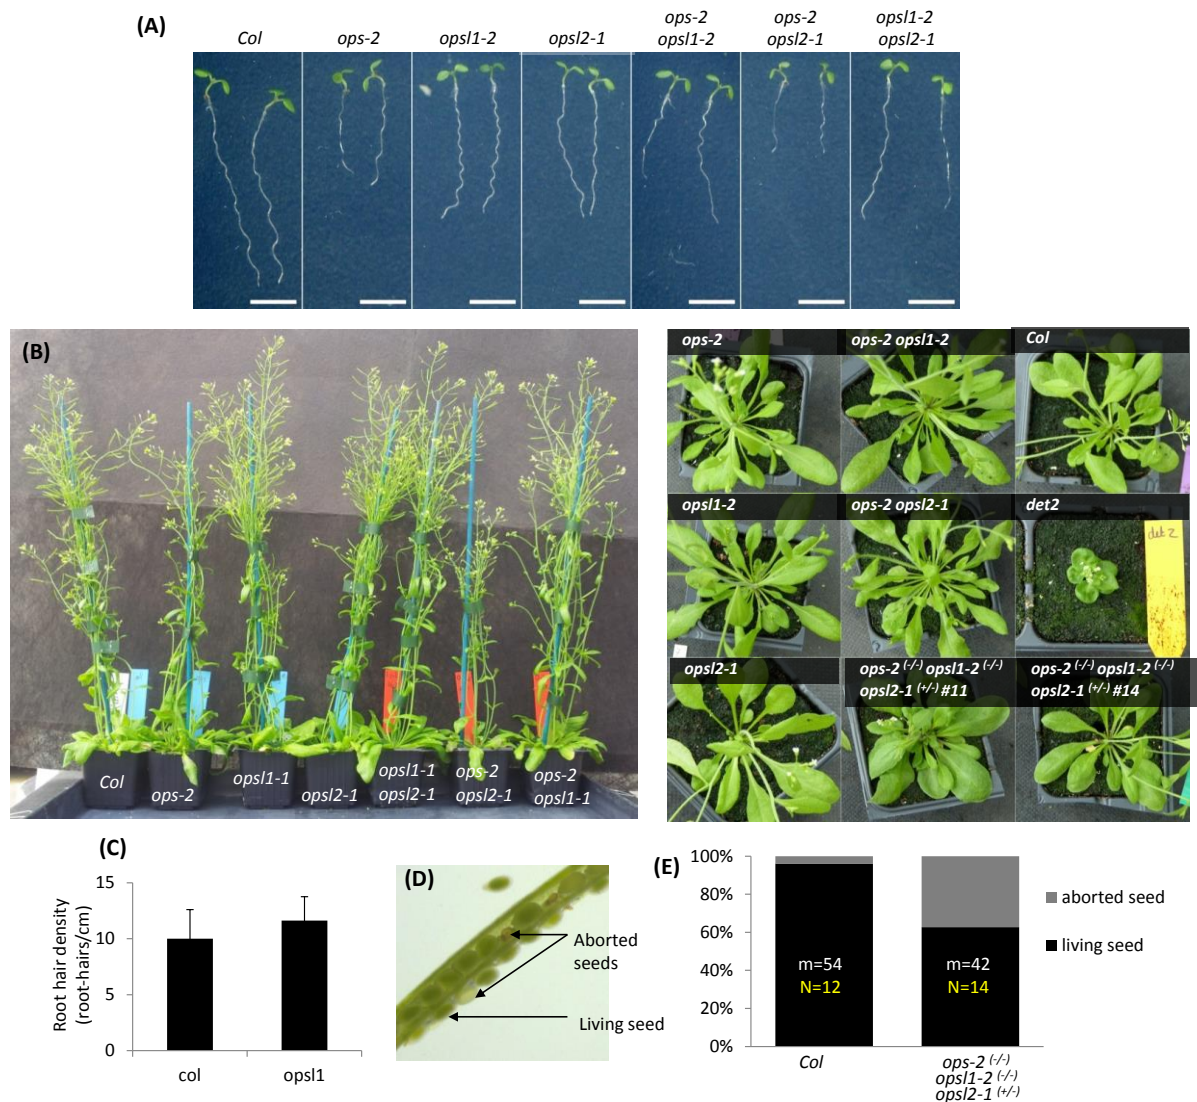 (A)
Col
ops-2
opsl1-2
opsl2-1
ops-2
opsl1-2
ops-2
opsl2-1
opsl1-2
opsl2-1
(B)
Col
ops-2
opsl1-1
opsl2-1
opsl1-1
opsl2-1
ops-2
opsl2-1
ops-2
opsl1-1
ops-2
ops-2 opsl1-2
Col
opsl1-2
ops-2 opsl2-1
det2
det2
opsl2-1
ops-2 (-/-) opsl1-2 (-/-)
opsl2-1 (+/-) #11
ops-2 (-/-) opsl1-2 (-/-)
opsl2-1 (+/-) #14
(C)
Root hair density
(root-hairs/cm)
15
10
5
0
col
opsl1
(D)
Aborted
seeds
Living seed
(E)
100%
80%
60%
40%
20%
0%
m=54
N=12
m=42
N=14
aborted seed
living seed
Col
ops-2 (-/-)
opsl1-2 (-/-)
opsl2-1 (+/-)